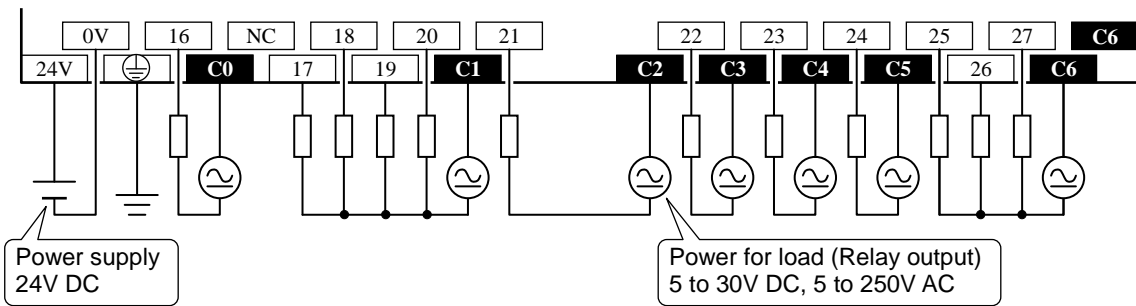 0V 16 NC 18 20 21 22 23 24 25 27 C6
24V C0 17 19 C1 C2 C3 C4 C5 26 C6
Power supply
24V DC
Power for load (Relay output)
5 to 30V DC, 5 to 250V AC